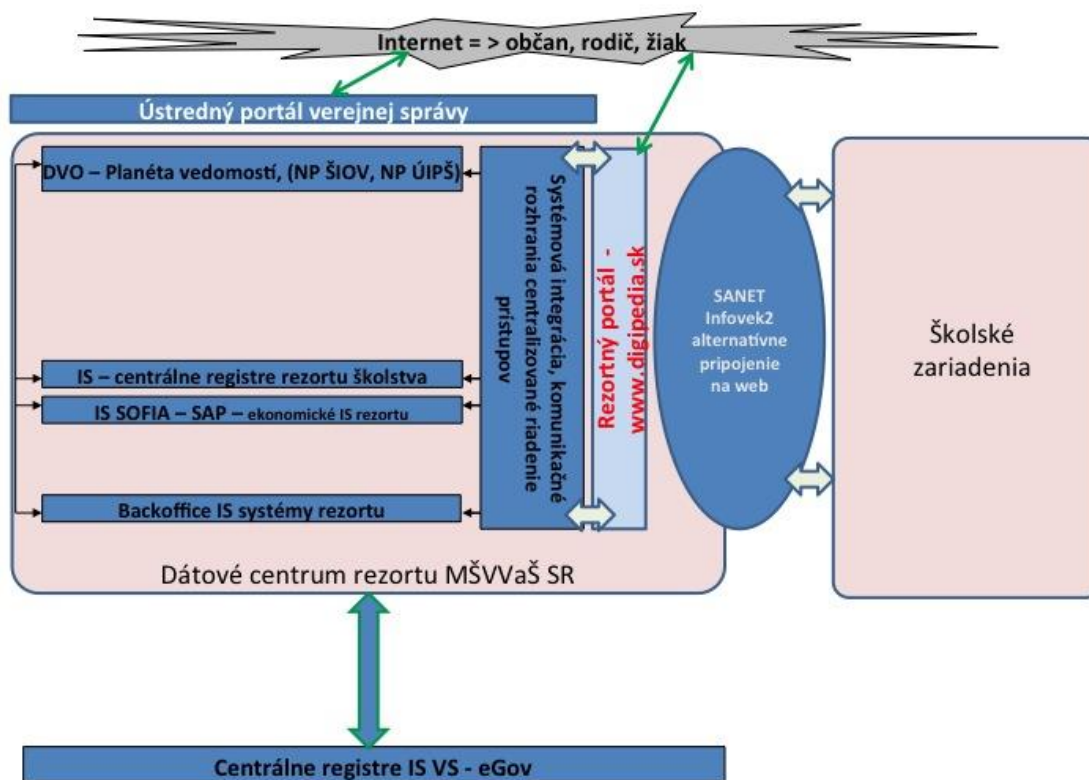 Internet = > občan, rodič, žiak
Ústredný portál verejnej správy
DVO – Planéta vedomostí, (NP ŠIOV, NP ÚIPŠ)
IS – centrálne registre rezortu školstva
IS SOFIA – SAP – ekonomické IS rezortu
Backoffice IS systémy rezortu
Systémová integrácia, komunikačné
rozhrania centralizované riadenie
prístupov
Rezortný portál -
www.digipedia.sk
SANET
Infovek2
alternatívne
pripojenie
na web
Školské
zariadenia
Dátové centrum rezortu MŠVVaŠ SR
Centrálne registre IS VS - eGov